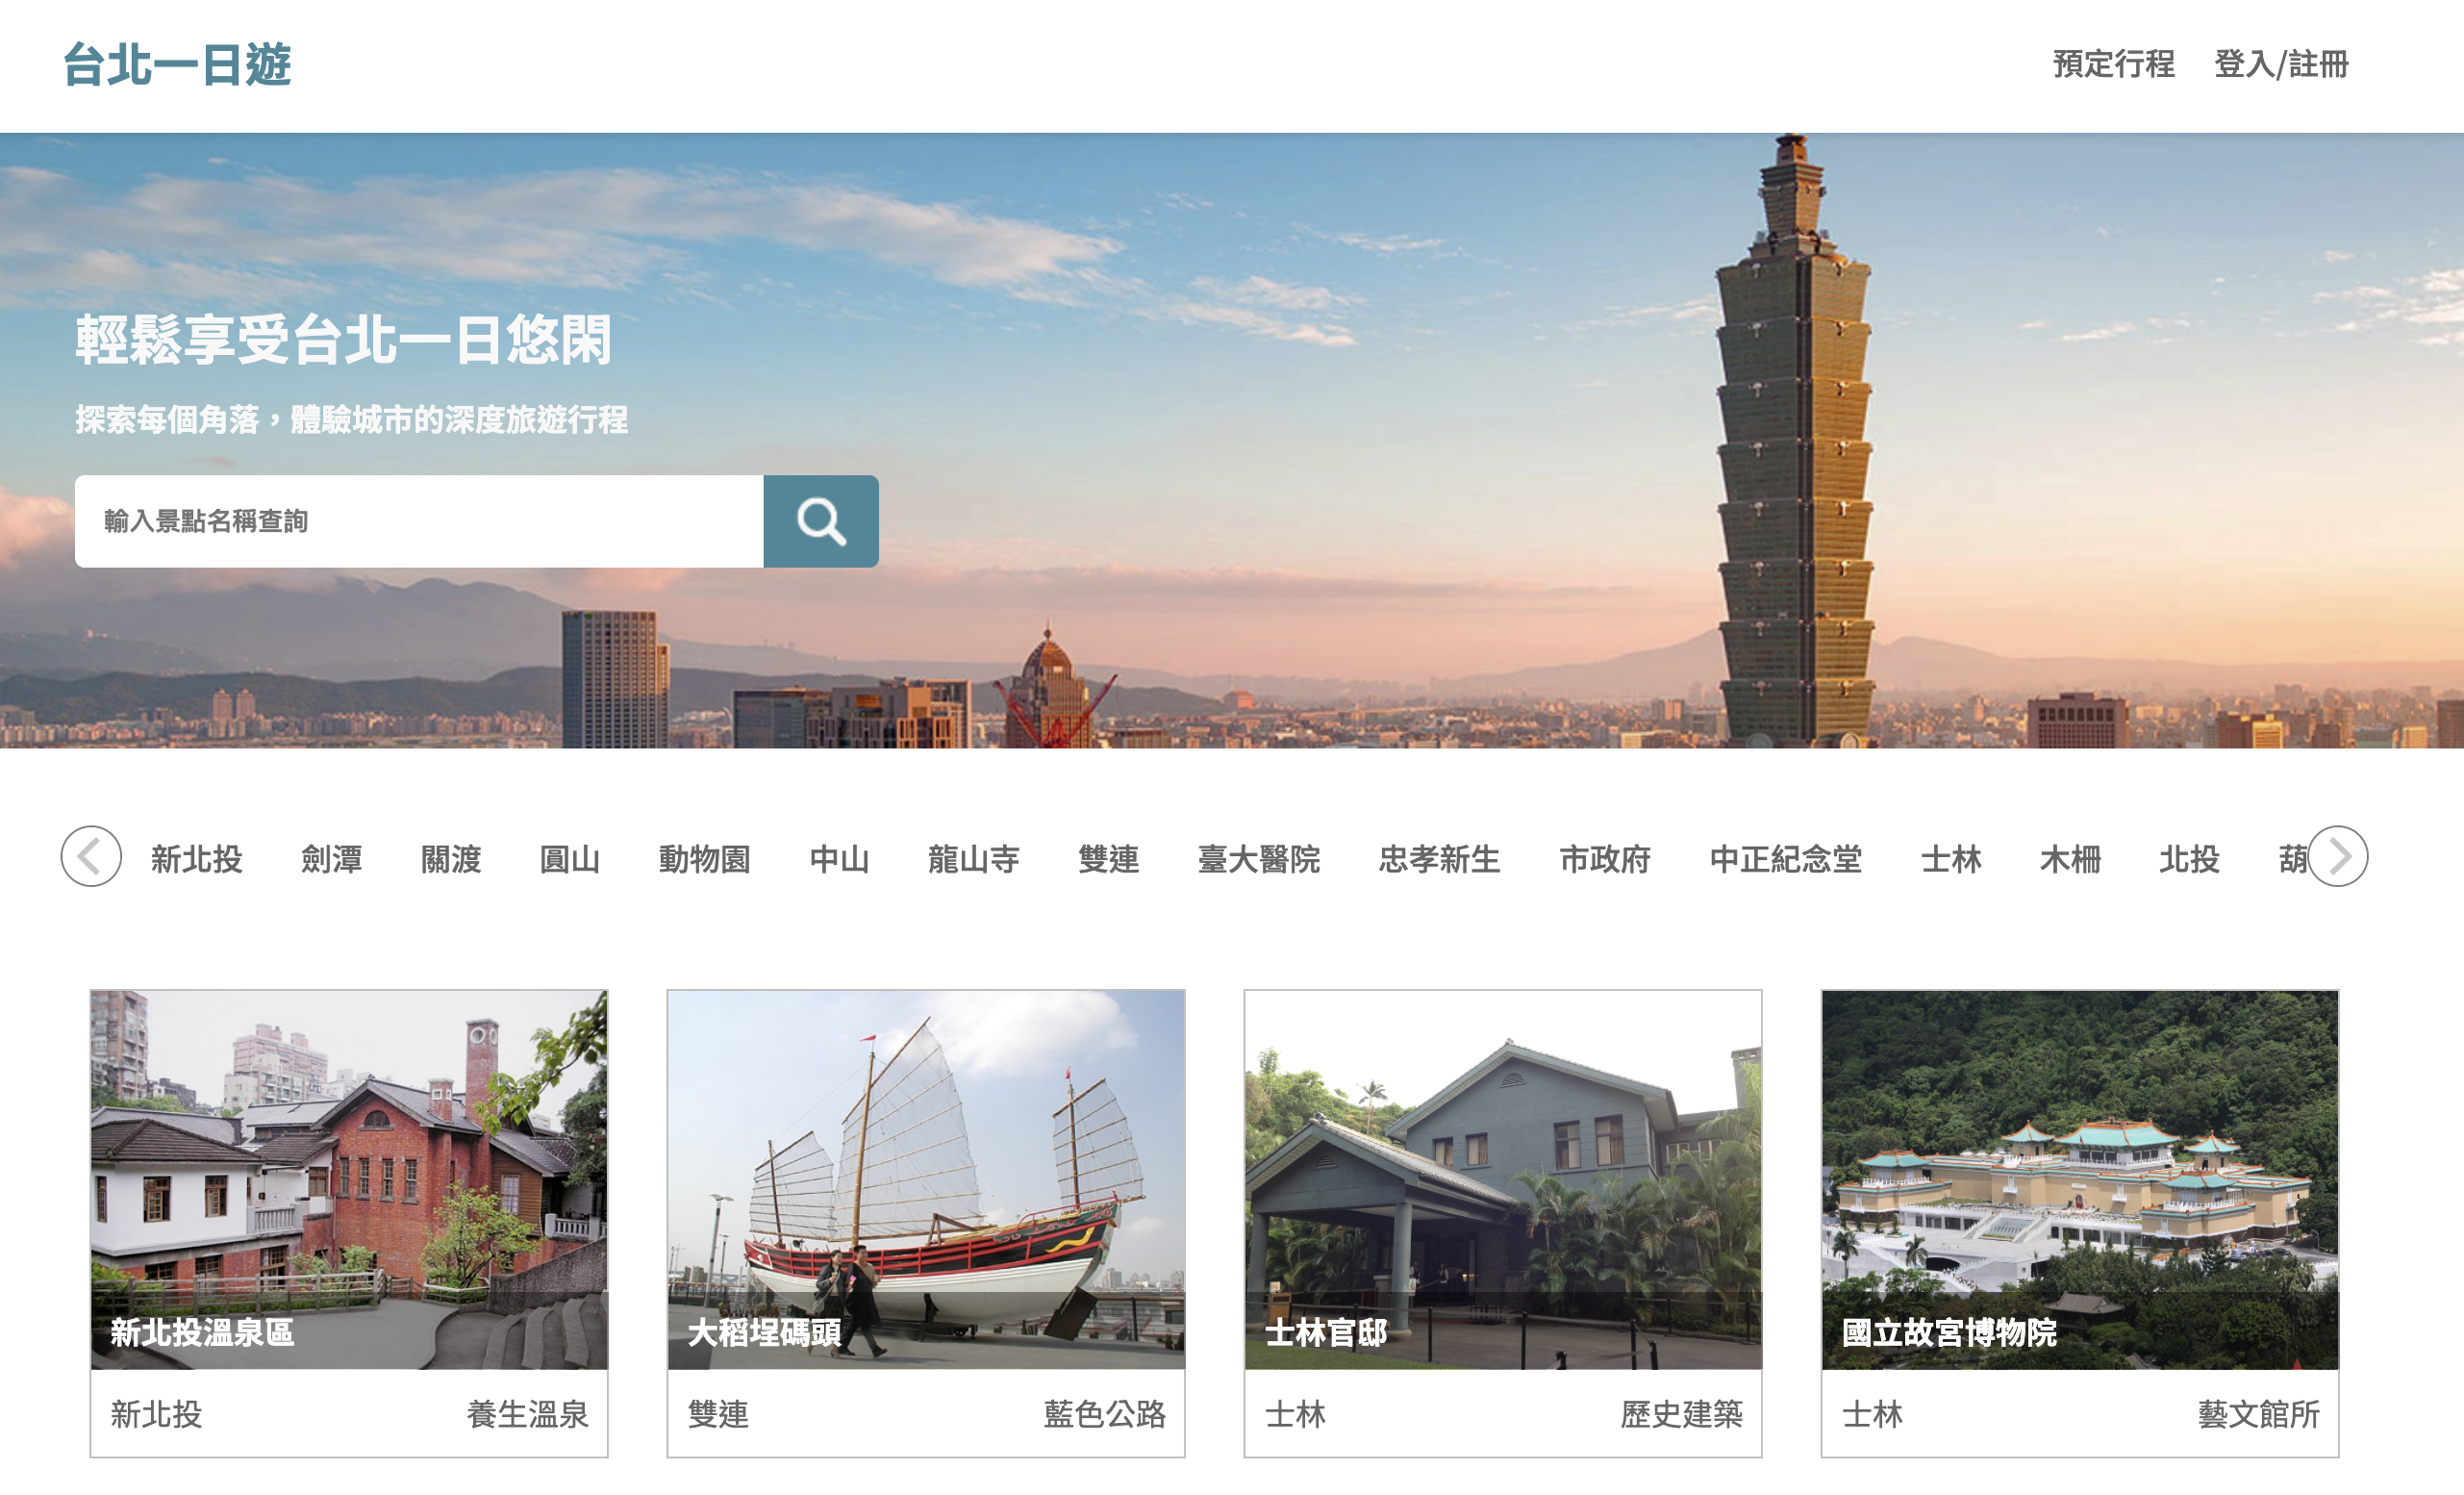 台北一日遊
預定行程 登入/註冊
輕鬆享受台北一日悠閑
探索每個角落，體驗城市的深度旅遊行程
輸入景點名稱查詢
新北投 劍潭 關渡 圓山 動物園 中山 龍山寺 雙連 臺大醫院 忠孝新生 市政府 中正紀念堂 士林 木柵 北投 葫
新北投溫泉區
新北投 養生溫泉
大稻埕碼頭
雙連 藍色公路
士林官邸
士林 歷史建築
國立故宮博物院
士林 藝文館所